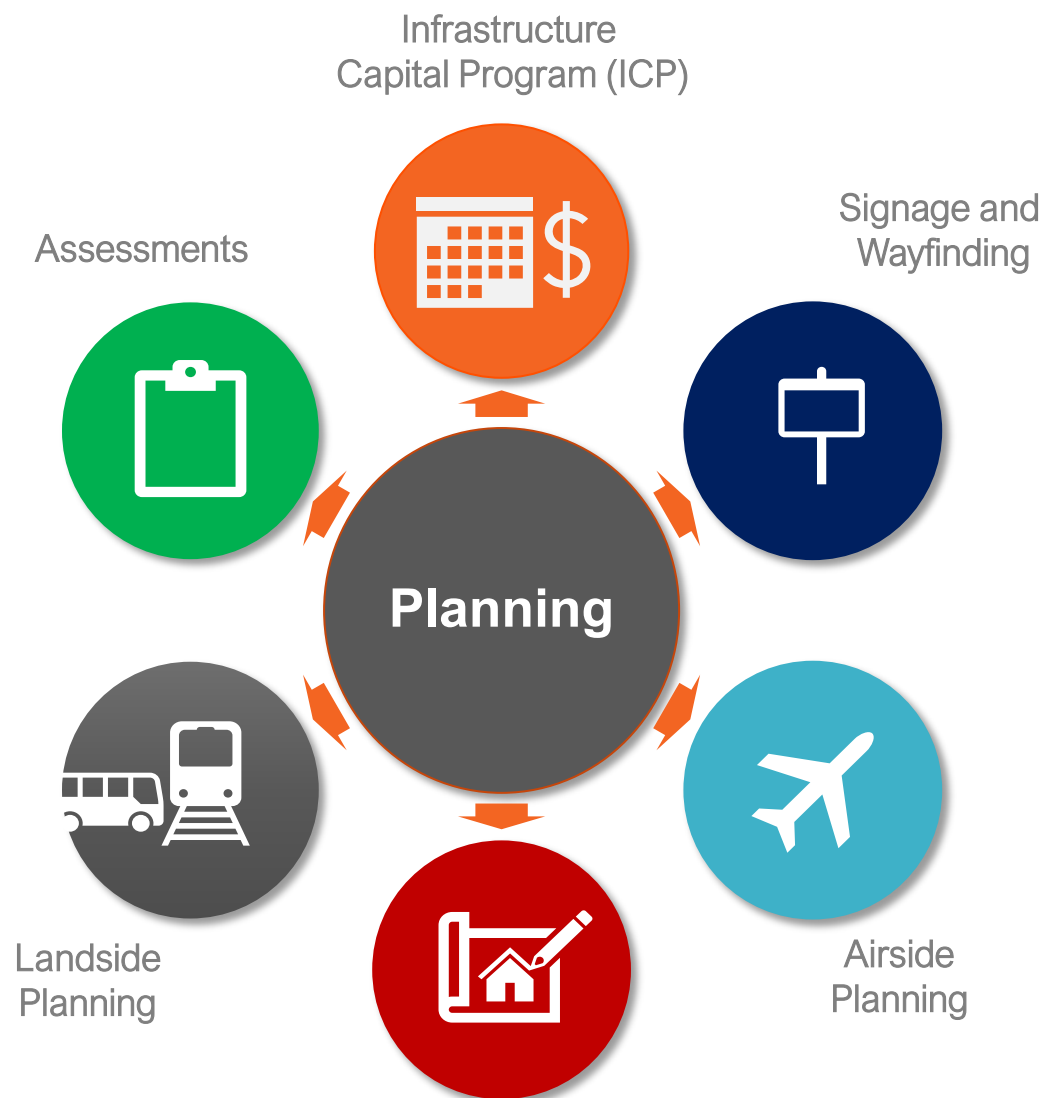 Infrastructure
Capital Program (ICP)
Signage and
Wayfinding
Assessments
$
Planning
Landside
Planning
Airside
Planning